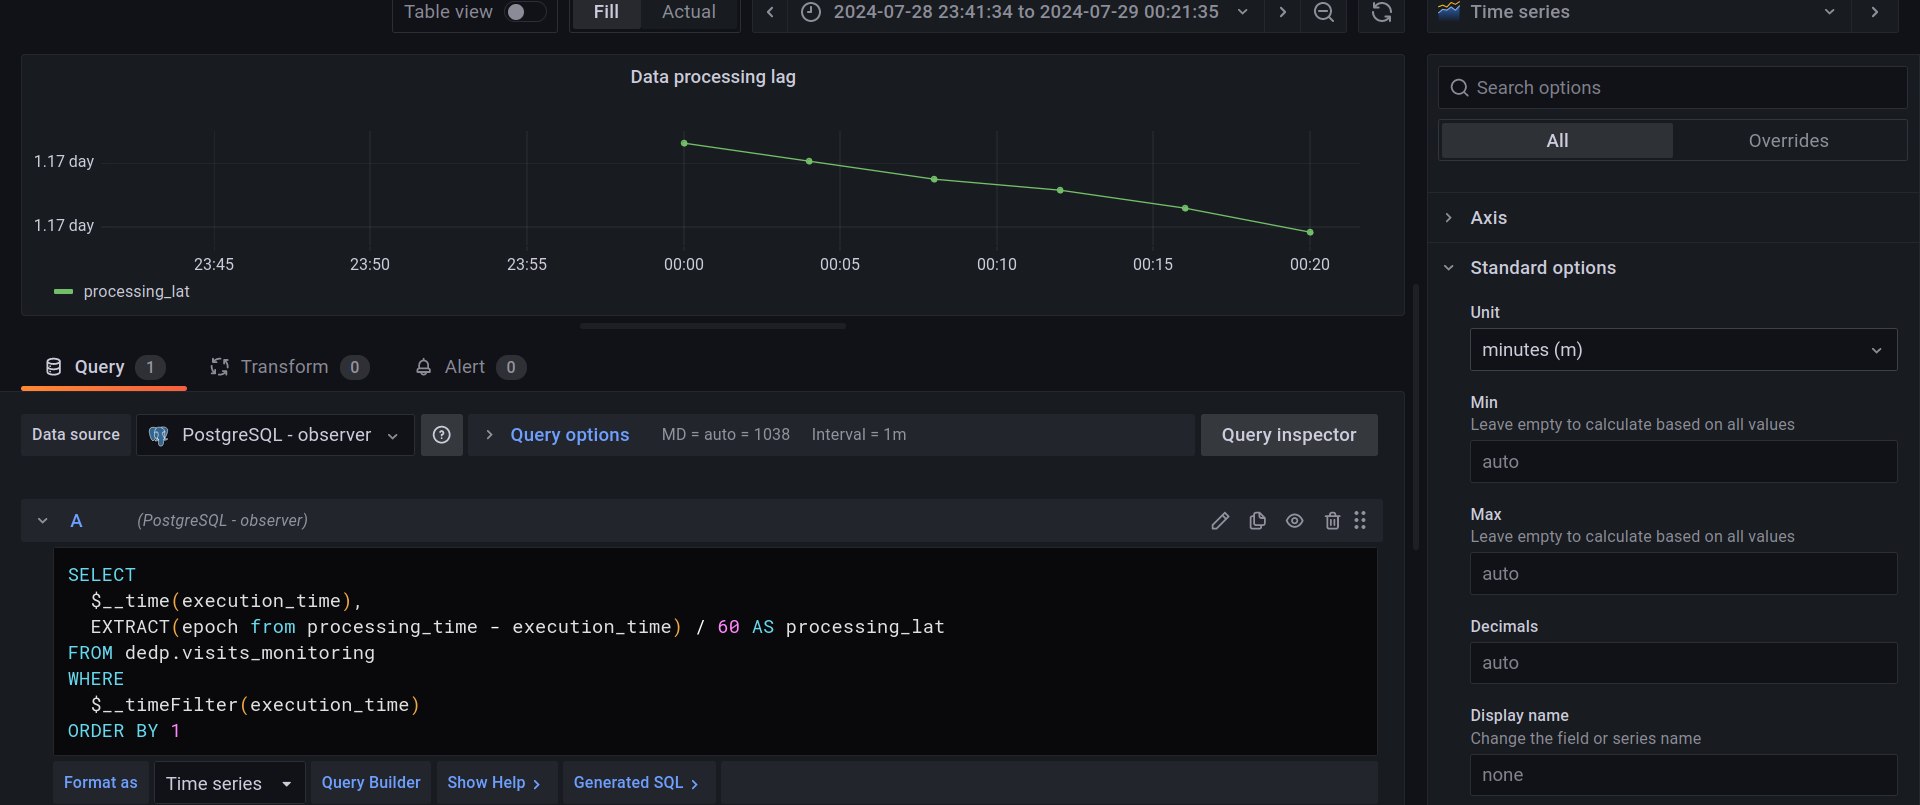 Table view
Fill Actual
2024-07-28 23:41:34 to 2024-07-29 00:21:35
Time series
Data processing lag
1.17 day
1.17 day
23:45 23:50 23:55 00:00 00:05 00:10 00:15 00:20
processing_lat
Query 1 Transform 0 Alert 0
Data source PostgreSQL - observer Query options MD = auto = 1038 Interval = 1m Query inspector
A (PostgreSQL - observer)
SELECT
$__time(execution_time),
EXTRACT(epoch from processing_time - execution_time) / 60 AS processing_lat
FROM dedp.visits_monitoring
WHERE
$__timeFilter(execution_time)
ORDER BY 1
Format as Time series Query Builder Show Help > Generated SQL >
Search options
All Overrides
Axis
Standard options
Unit
minutes (m)
Min
Leave empty to calculate based on all values
auto
Max
Leave empty to calculate based on all values
auto
Decimals
auto
Display name
Change the field or series name
none